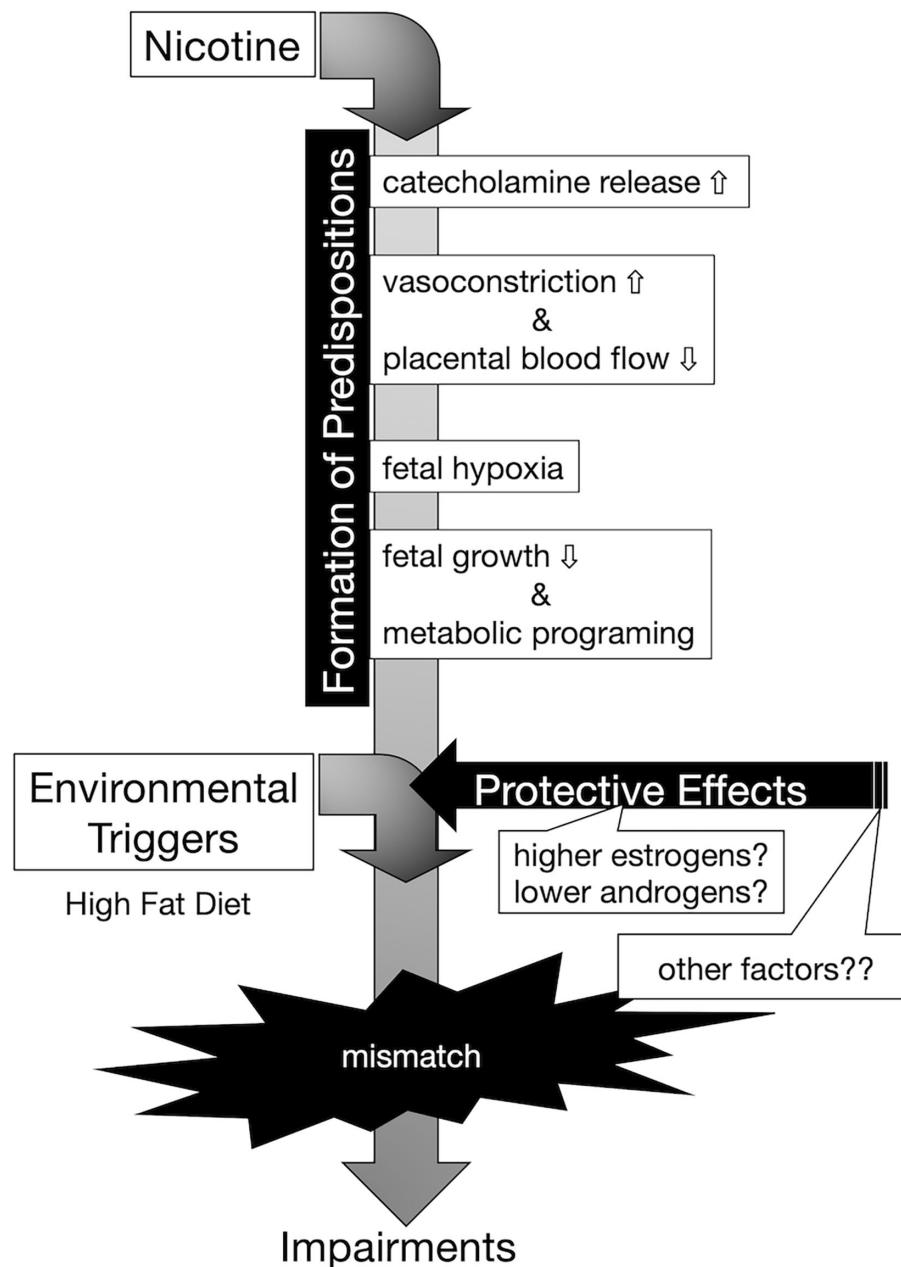 Nicotine
Formation of Predispositions
catecholamine release ⇧
vasoconstriction ⇧
&
placental blood flow ⇩
fetal hypoxia
fetal growth ⇩
&
metabolic programing
Environmental
Triggers
High Fat Diet
Protective Effects
higher estrogens?
lower androgens?
other factors??
mismatch
Impairments